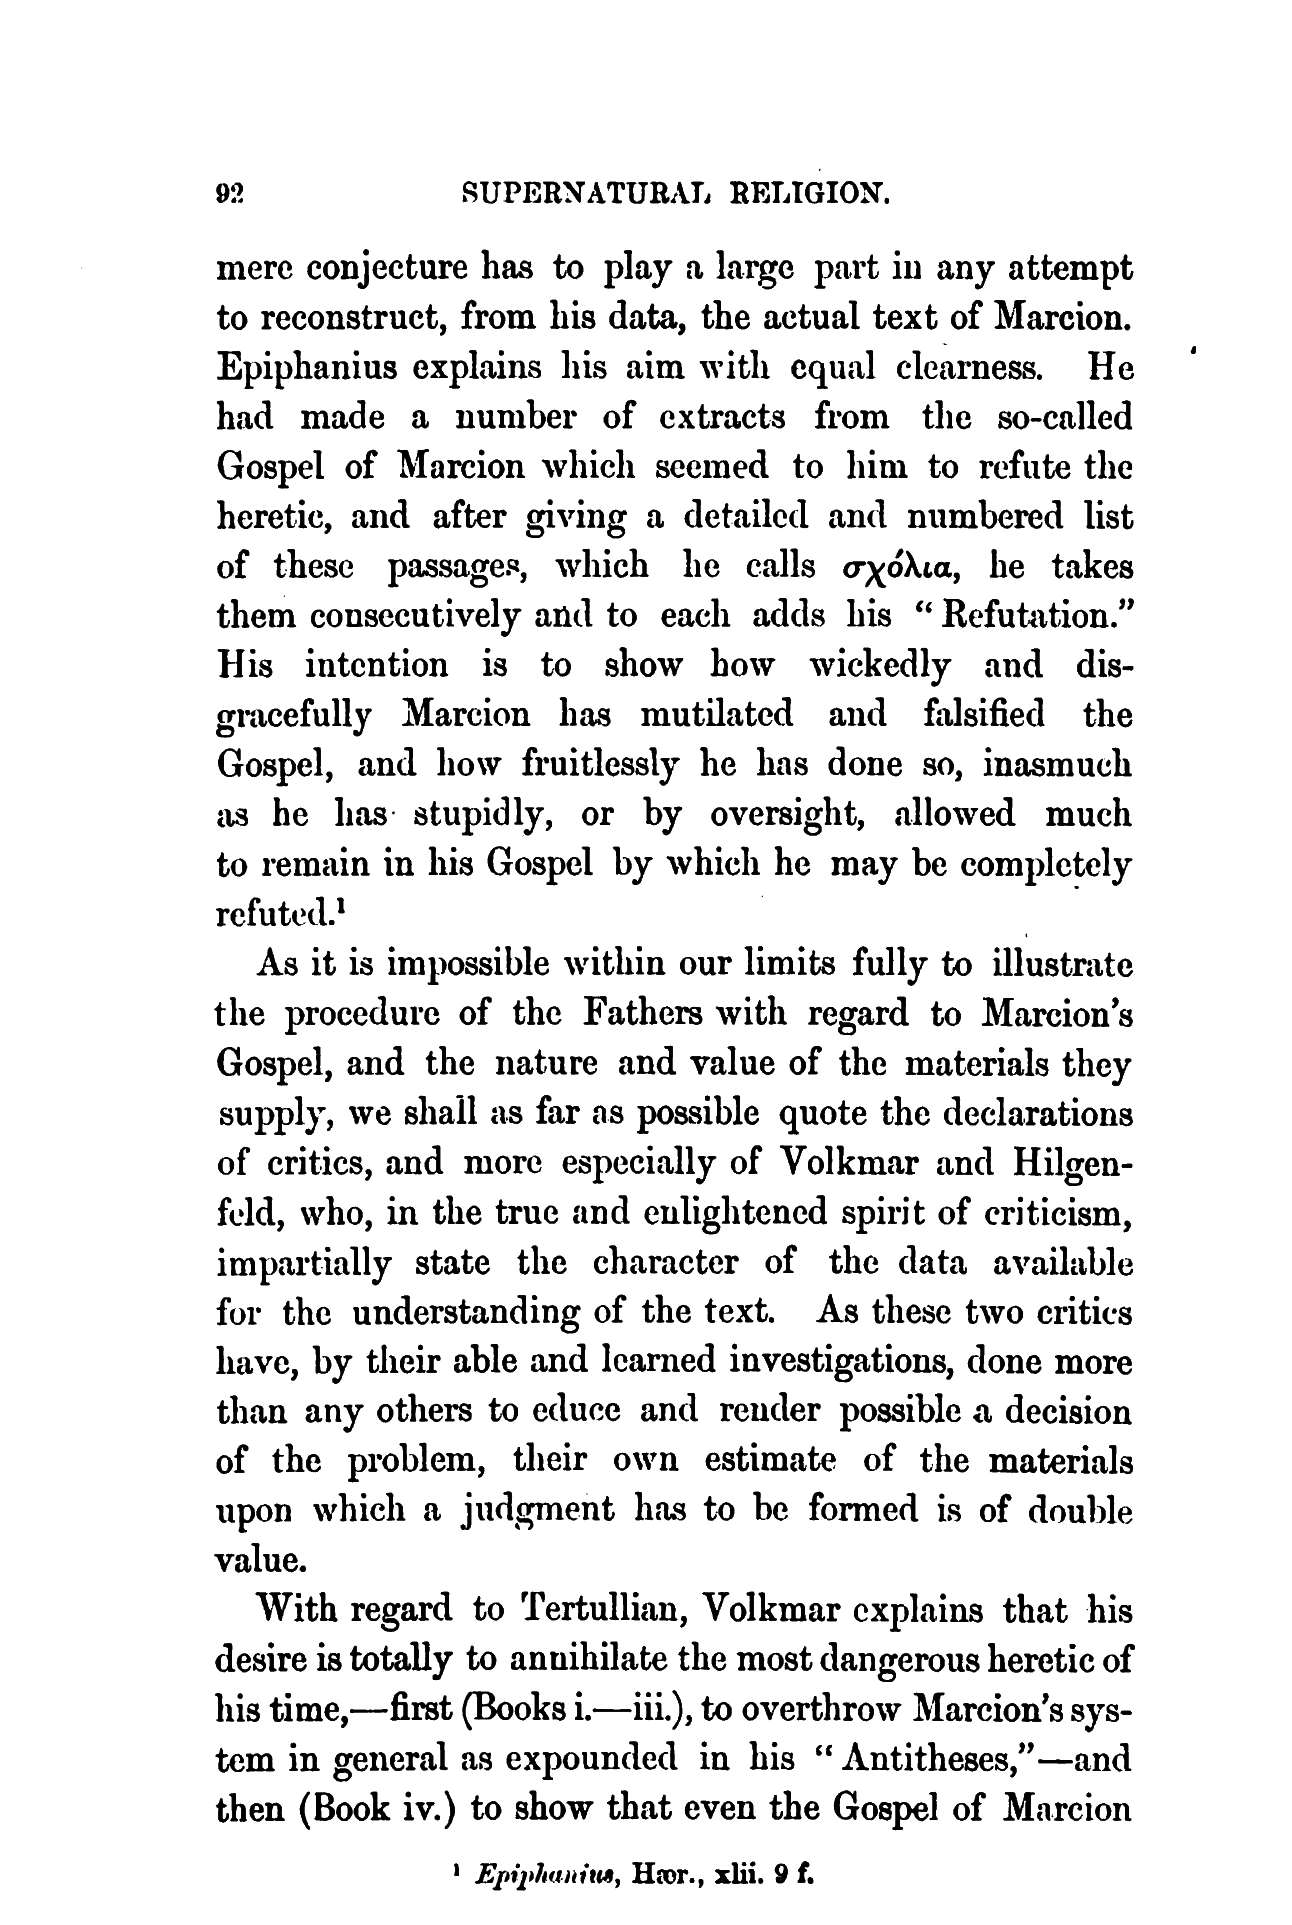 92 SUPERNATURAL RELIGION.
mere conjecture has to play a large part in any attempt
to reconstruct, from his data, the actual text of Marcion.
Epiphanius explains his aim with equal clearness. He
had made a number of extracts from the so-called
Gospel of Marcion which seemed to him to refute the
heretic, and after giving a detailed and numbered list
of these passages, which he calls σχόλια, he takes
them consecutively and to each adds his “ Refutation.”
His intention is to show how wickedly and dis-
gracefully Marcion has mutilated and falsified the
Gospel, and how fruitlessly he has done so, inasmuch
as he has stupidly, or by oversight, allowed much
to remain in his Gospel by which he may be completely
refuted.¹
As it is impossible within our limits fully to illustrate
the procedure of the Fathers with regard to Marcion’s
Gospel, and the nature and value of the materials they
supply, we shall as far as possible quote the declarations
of critics, and more especially of Volkmar and Hilgen-
feld, who, in the true and enlightened spirit of criticism,
impartially state the character of the data available
for the understanding of the text. As these two critics
have, by their able and learned investigations, done more
than any others to educe and render possible a decision
of the problem, their own estimate of the materials
upon which a judgment has to be formed is of double
value.
With regard to Tertullian, Volkmar explains that his
desire is totally to annihilate the most dangerous heretic of
his time,—first (Books i.—iii.), to overthrow Marcion’s sys-
tem in general as expounded in his “ Antitheses,”—and
then (Book iv.) to show that even the Gospel of Marcion
¹ Epiphanius, Hær., xlii. 9 f.